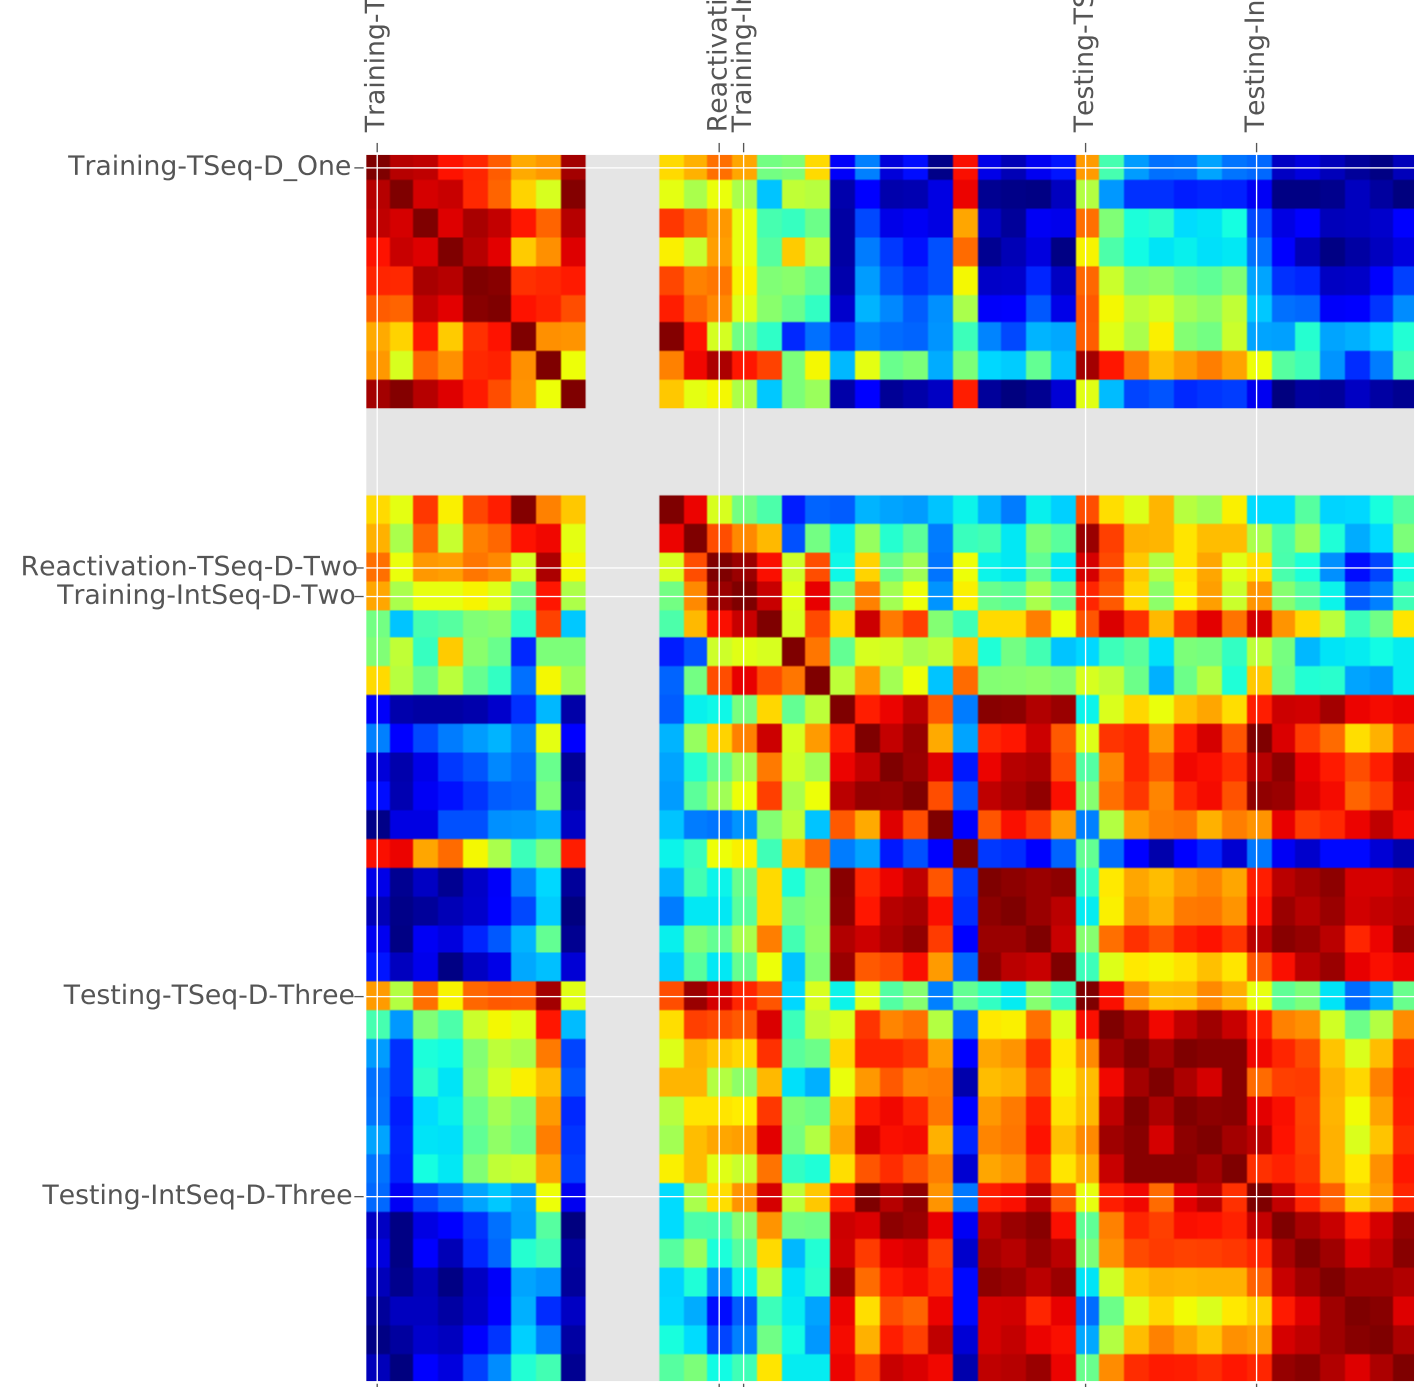 Training-T
Reactivati
Training-I
Testing-TS
Testing-In
Training-TSeq-D_One
Reactivation-TSeq-D-Two
Training-IntSeq-D-Two
Testing-TSeq-D-Three
Testing-IntSeq-D-Three